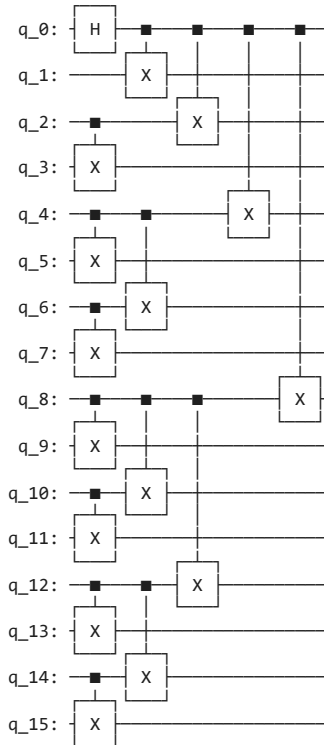 q_0: H
q_1: X
q_2: X
q_3: X
q_4: X
q_5: X
q_6: X
q_7: X
q_8: X
q_9: X
q_10: X
q_11: X
q_12: X
q_13: X
q_14: X
q_15: X